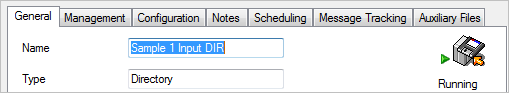 General Management Configuration Notes Scheduling Message Tracking Auxiliary Files
Name Sample 1 Input DIR
Type Directory
Running